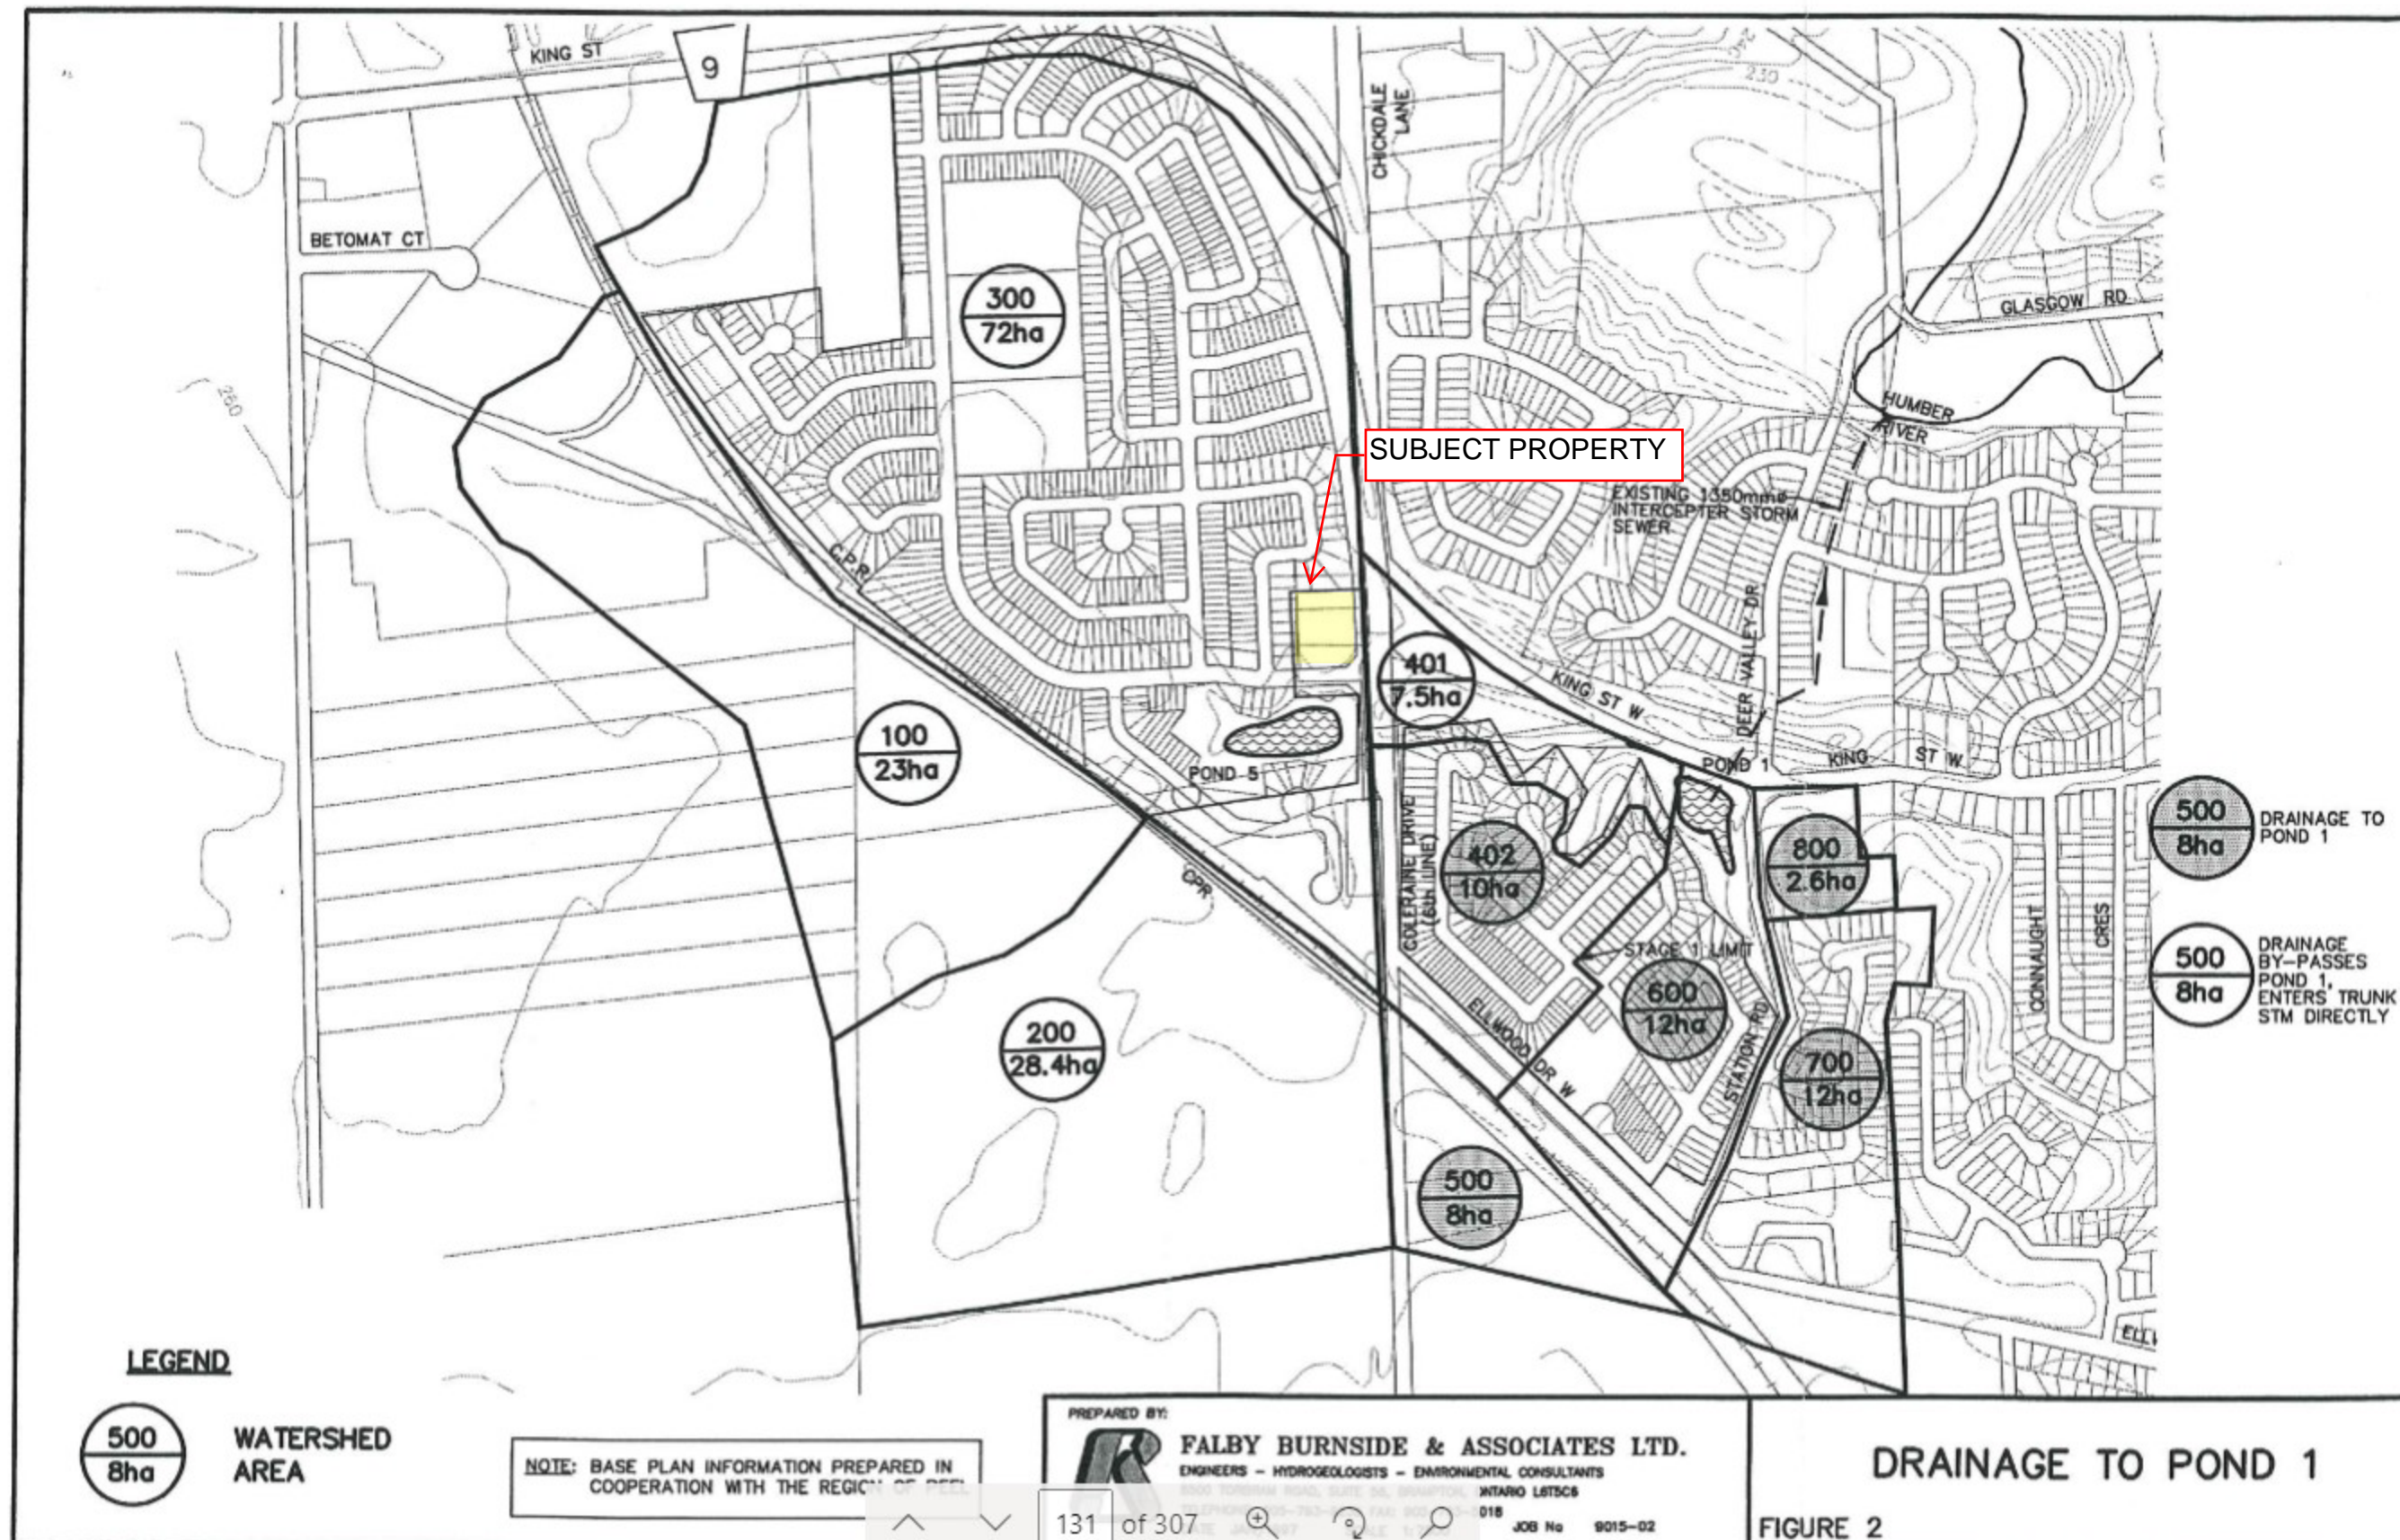 KING ST
9
CHICKDALE
LANE
230
BETOMAT CT
GLASGOW RD
300
72ha
260
HUMBER
RIVER
SUBJECT PROPERTY
EXISTING 1350mmø
INTERCEPTER STORM
SEWER
C.P.R
DEER VALLEY DR
401
7.5ha
KING ST W
100
23ha
POND 5
POND 1
KING ST W
COLERAINE DRIVE
(6th LINE)
402
10ha
800
2.6ha
500
8ha
DRAINAGE TO
POND 1
CPR
STAGE 1 LIMIT
CONNAUGHT
CRES
500
8ha
DRAINAGE
BY-PASSES
POND 1,
ENTERS TRUNK
STM DIRECTLY
600
12ha
ELLWOOD DR W
STATION RD
200
28.4ha
700
12ha
500
8ha
ELL
LEGEND
500
8ha
WATERSHED
AREA
NOTE: BASE PLAN INFORMATION PREPARED IN
COOPERATION WITH THE REGION OF PEEL
PREPARED BY:
FALBY BURNSIDE & ASSOCIATES LTD.
ENGINEERS - HYDROGEOLOGISTS - ENVIRONMENTAL CONSULTANTS
ONTARIO L6T5C6
JOB No 9015-02
DRAINAGE TO POND 1
FIGURE 2
131 of 307